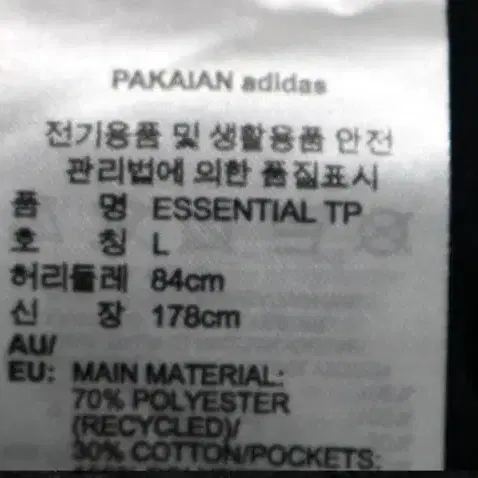 PAKAIAN adidas
전기용품 및 생활용품 안전
관리법에 의한 품질표시
품 명 ESSENTIAL TP
호 칭 L
허리둘레 84cm
신 장 178cm
AU/
EU: MAIN MATERIAL:
70% POLYESTER
(RECYCLED)/
30% COTTON/POCKETS: